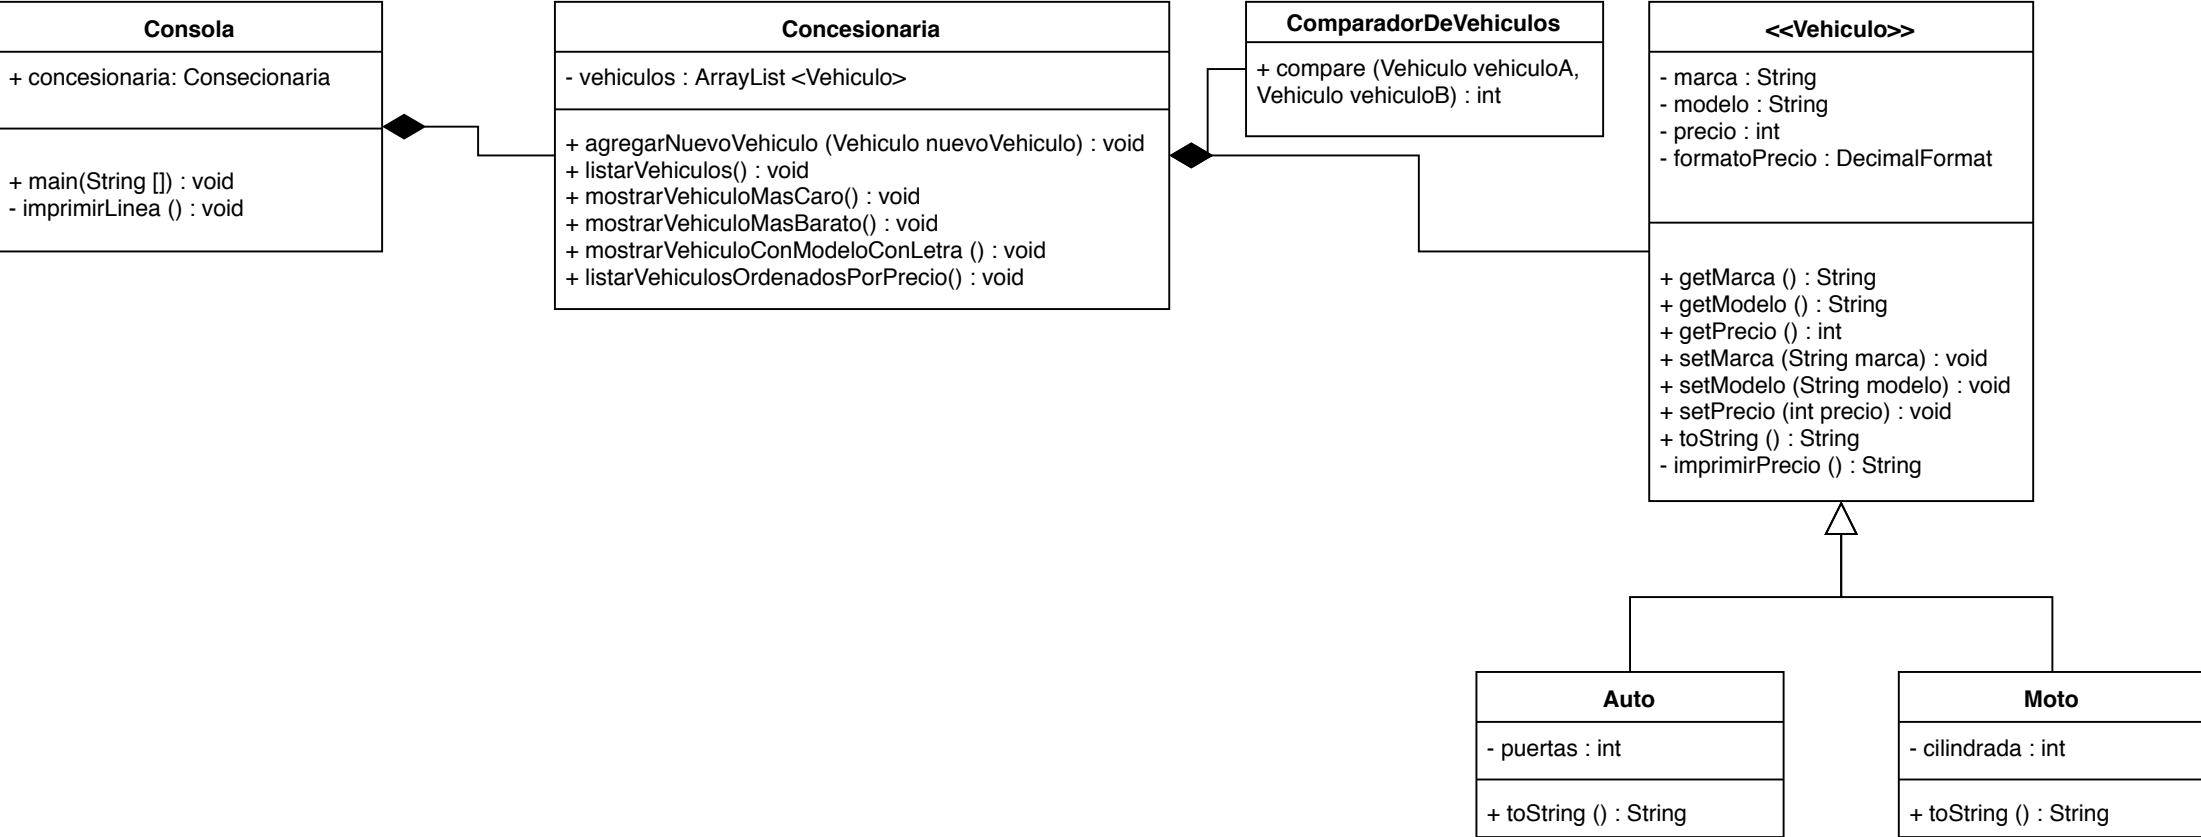 Consola
+ concesionaria: Consecionaria
+ main(String []) : void
- imprimirLinea () : void
Concesionaria
- vehiculos : ArrayList <Vehiculo>
+ agregarNuevoVehiculo (Vehiculo nuevoVehiculo) : void
+ listarVehiculos() : void
+ mostrarVehiculoMasCaro() : void
+ mostrarVehiculoMasBarato() : void
+ mostrarVehiculoConModeloConLetra () : void
+ listarVehiculosOrdenadosPorPrecio() : void
ComparadorDeVehiculos
+ compare (Vehiculo vehiculoA,
Vehiculo vehiculoB) : int
<<Vehiculo>>
- marca : String
- modelo : String
- precio : int
- formatoPrecio : DecimalFormat
+ getMarca () : String
+ getModelo () : String
+ getPrecio () : int
+ setMarca (String marca) : void
+ setModelo (String modelo) : void
+ setPrecio (int precio) : void
+ toString () : String
- imprimirPrecio () : String
Auto
- puertas : int
+ toString () : String
Moto
- cilindrada : int
+ toString () : String